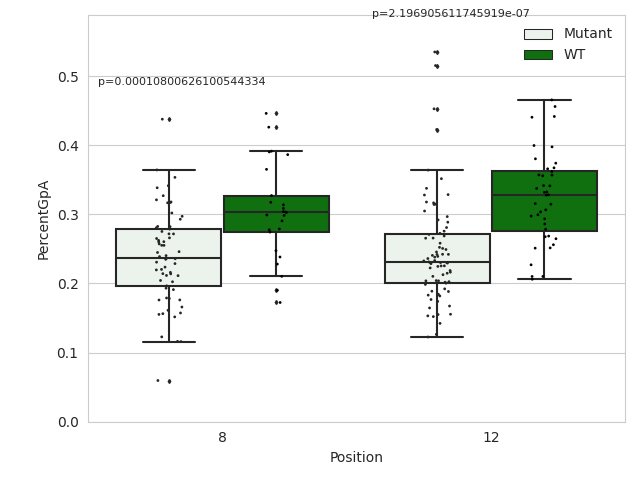 p=2.196905611745919e-07
Mutant
WT
p=0.00010800626100544334
0.5
0.4
0.3
0.2
0.1
0.0
PercentGpA
8
12
Position